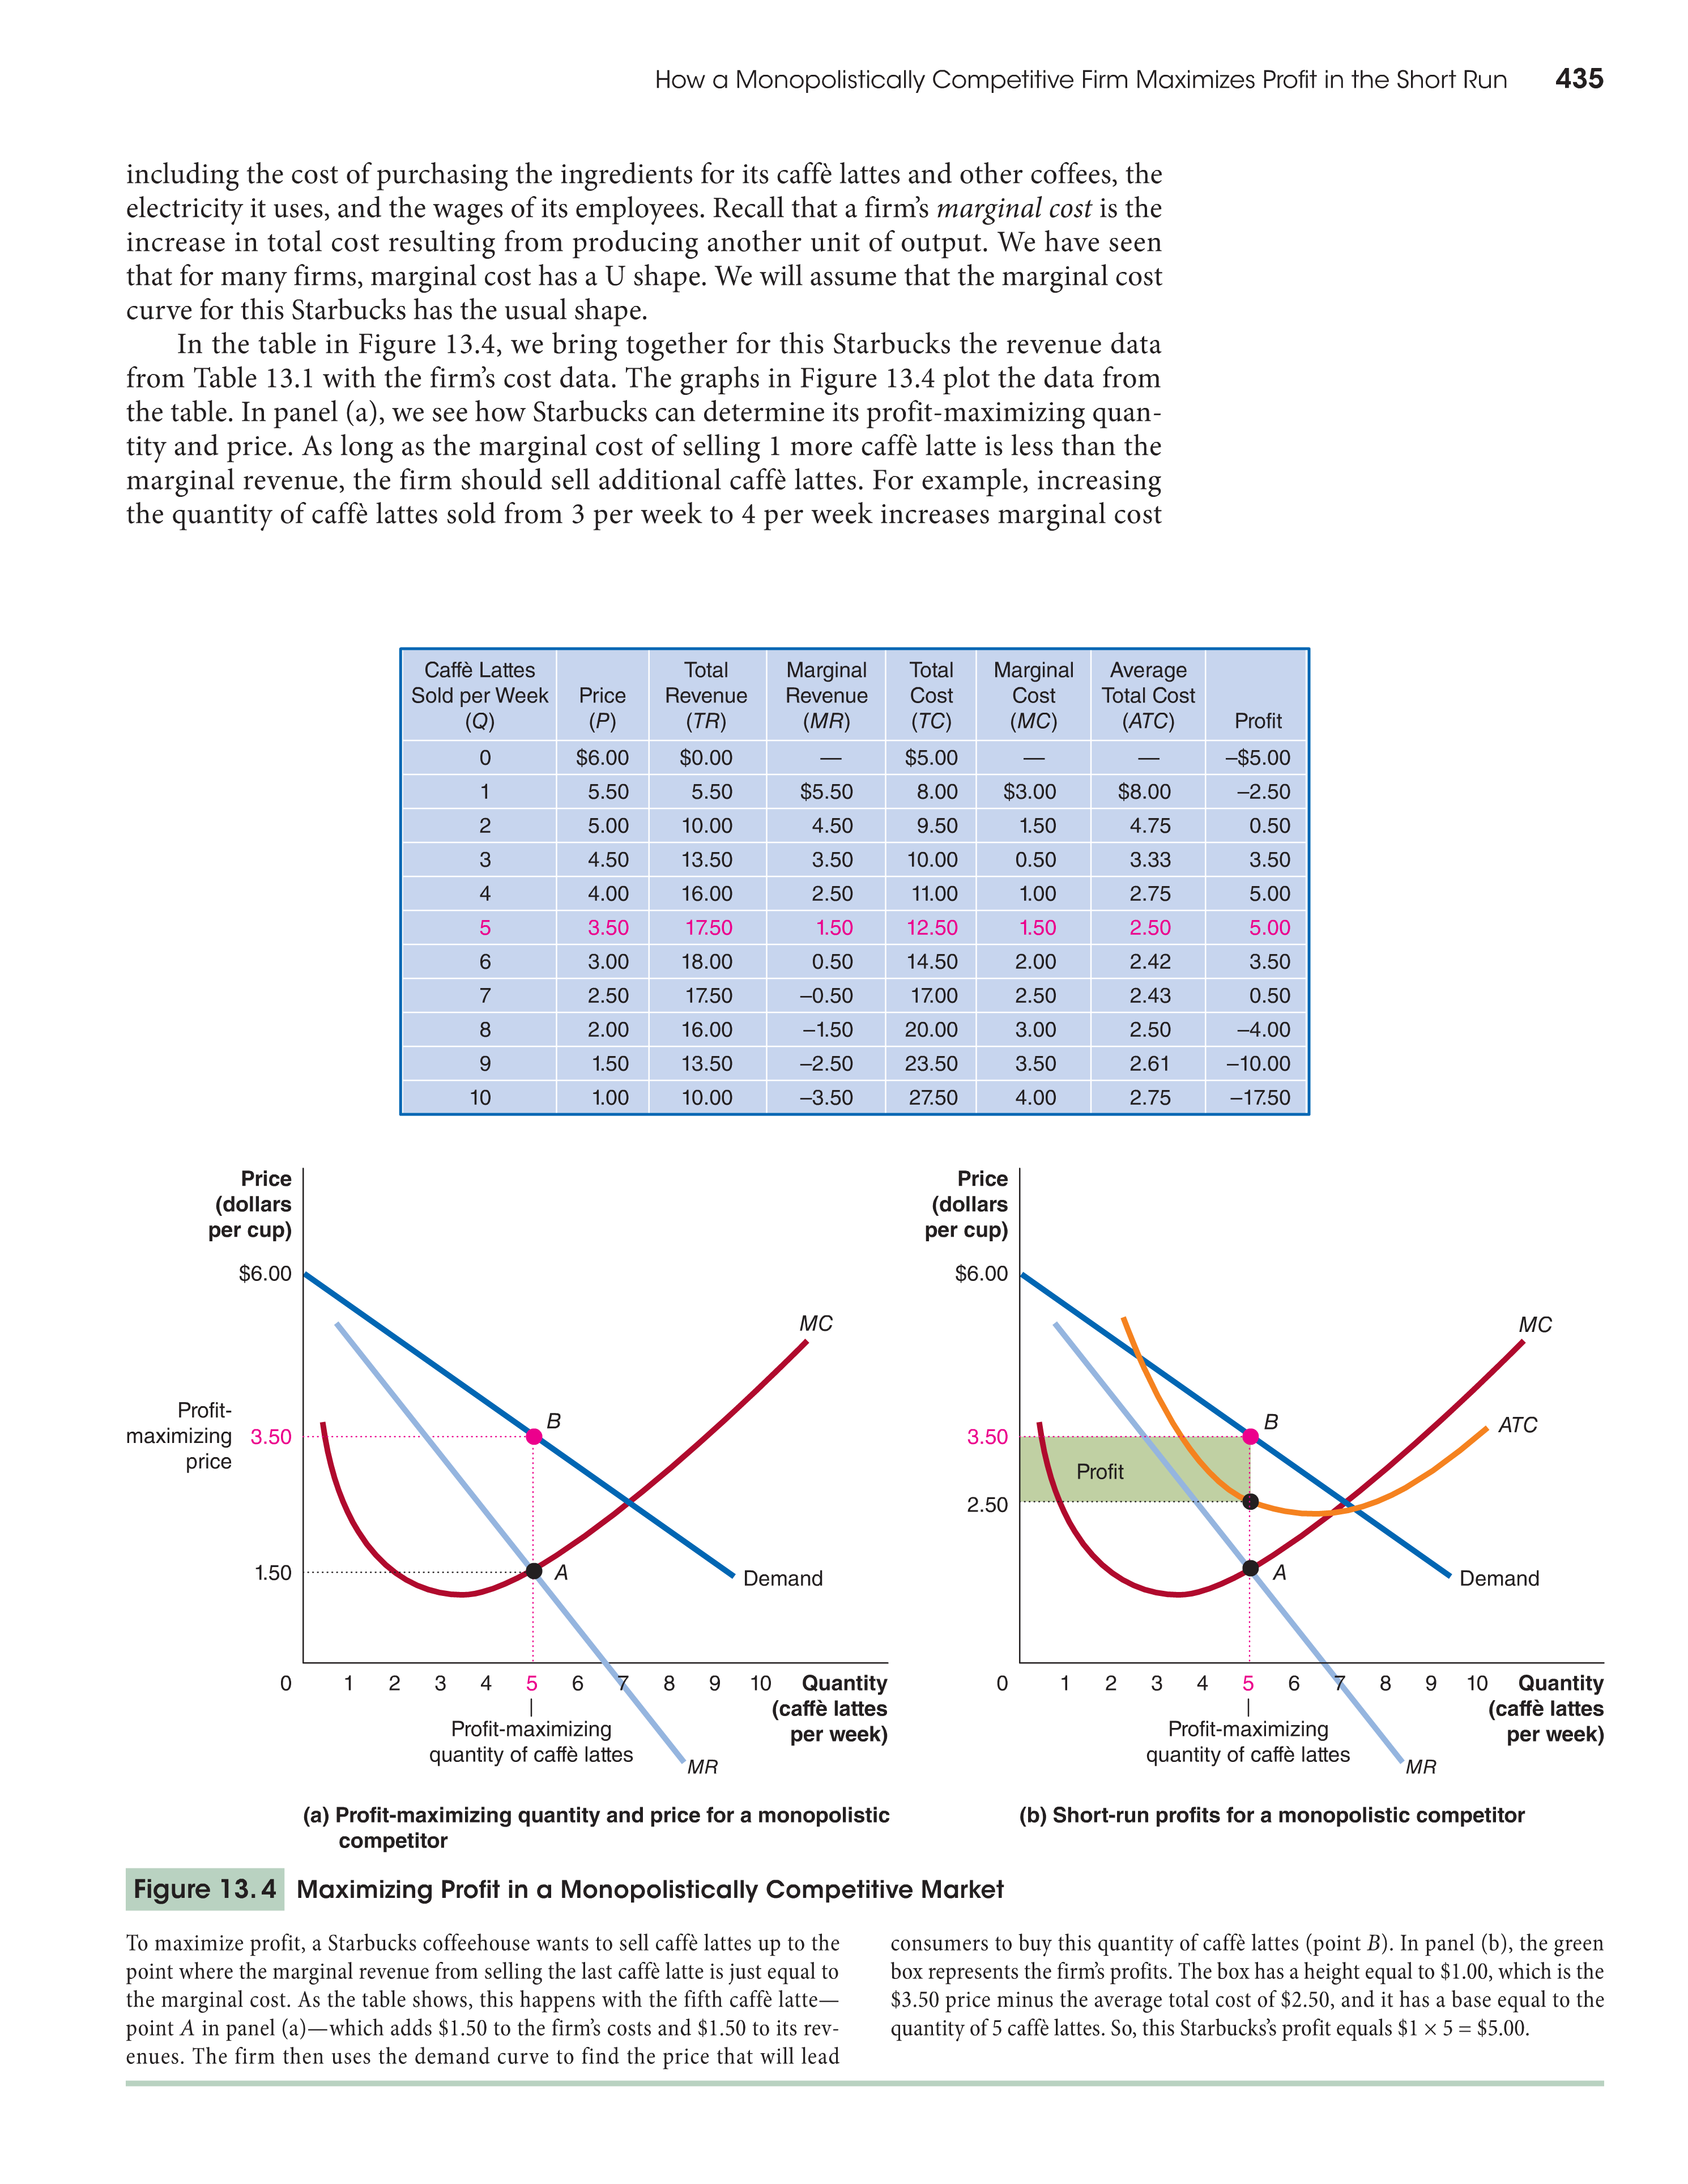 How a Monopolistically Competitive Firm Maximizes Profit in the Short Run 435
including the cost of purchasing the ingredients for its caffè lattes and other coffees, the
electricity it uses, and the wages of its employees. Recall that a firm’s marginal cost is the
increase in total cost resulting from producing another unit of output. We have seen
that for many firms, marginal cost has a U shape. We will assume that the marginal cost
curve for this Starbucks has the usual shape.
In the table in Figure 13.4, we bring together for this Starbucks the revenue data
from Table 13.1 with the firm’s cost data. The graphs in Figure 13.4 plot the data from
the table. In panel (a), we see how Starbucks can determine its profit-maximizing quan-
tity and price. As long as the marginal cost of selling 1 more caffè latte is less than the
marginal revenue, the firm should sell additional caffè lattes. For example, increasing
the quantity of caffè lattes sold from 3 per week to 4 per week increases marginal cost
Caffè Lattes Total Marginal Total Marginal Average
Sold per Week Price Revenue Revenue Cost Cost Total Cost
(Q) (P) (TR) (MR) (TC) (MC) (ATC) Profit
0 $6.00 $0.00 — $5.00 — — –$5.00
1 5.50 5.50 $5.50 8.00 $3.00 $8.00 –2.50
2 5.00 10.00 4.50 9.50 1.50 4.75 0.50
3 4.50 13.50 3.50 10.00 0.50 3.33 3.50
4 4.00 16.00 2.50 11.00 1.00 2.75 5.00
5 3.50 17.50 1.50 12.50 1.50 2.50 5.00
6 3.00 18.00 0.50 14.50 2.00 2.42 3.50
7 2.50 17.50 –0.50 17.00 2.50 2.43 0.50
8 2.00 16.00 –1.50 20.00 3.00 2.50 –4.00
9 1.50 13.50 –2.50 23.50 3.50 2.61 –10.00
10 1.00 10.00 –3.50 27.50 4.00 2.75 –17.50
Price
(dollars
per cup)
$6.00
MC
Profit-
maximizing
price
3.50
B
1.50
A
Demand
0 1 2 3 4 5 6 7 8 9 10 Quantity
(caffè lattes
per week)
Profit-maximizing
quantity of caffè lattes
MR
(a) Profit-maximizing quantity and price for a monopolistic
competitor
Price
(dollars
per cup)
$6.00
MC
B
ATC
3.50
Profit
2.50
A
Demand
0 1 2 3 4 5 6 7 8 9 10 Quantity
(caffè lattes
per week)
Profit-maximizing
quantity of caffè lattes
MR
(b) Short-run profits for a monopolistic competitor
Figure 13.4 Maximizing Profit in a Monopolistically Competitive Market
To maximize profit, a Starbucks coffeehouse wants to sell caffè lattes up to the
point where the marginal revenue from selling the last caffè latte is just equal to
the marginal cost. As the table shows, this happens with the fifth caffè latte—
point A in panel (a)—which adds $1.50 to the firm’s costs and $1.50 to its rev-
enues. The firm then uses the demand curve to find the price that will lead
consumers to buy this quantity of caffè lattes (point B). In panel (b), the green
box represents the firm’s profits. The box has a height equal to $1.00, which is the
$3.50 price minus the average total cost of $2.50, and it has a base equal to the
quantity of 5 caffè lattes. So, this Starbucks’s profit equals $1 × 5 = $5.00.